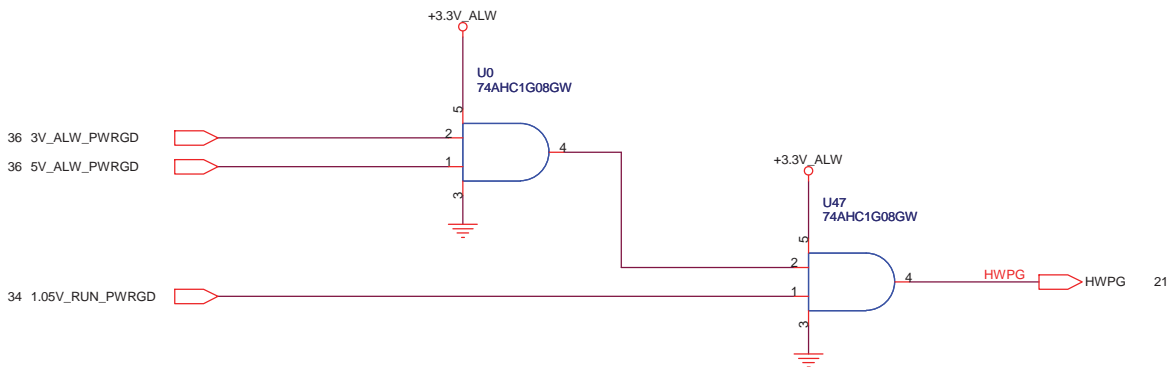 +3.3V_ALW
U0
74AHC1G08GW
5
36 3V_ALW_PWRGD
2
4
36 5V_ALW_PWRGD
1
+3.3V_ALW
3
U47
74AHC1G08GW
5
2
4
HWPG
HWPG 21
34 1.05V_RUN_PWRGD
1
3